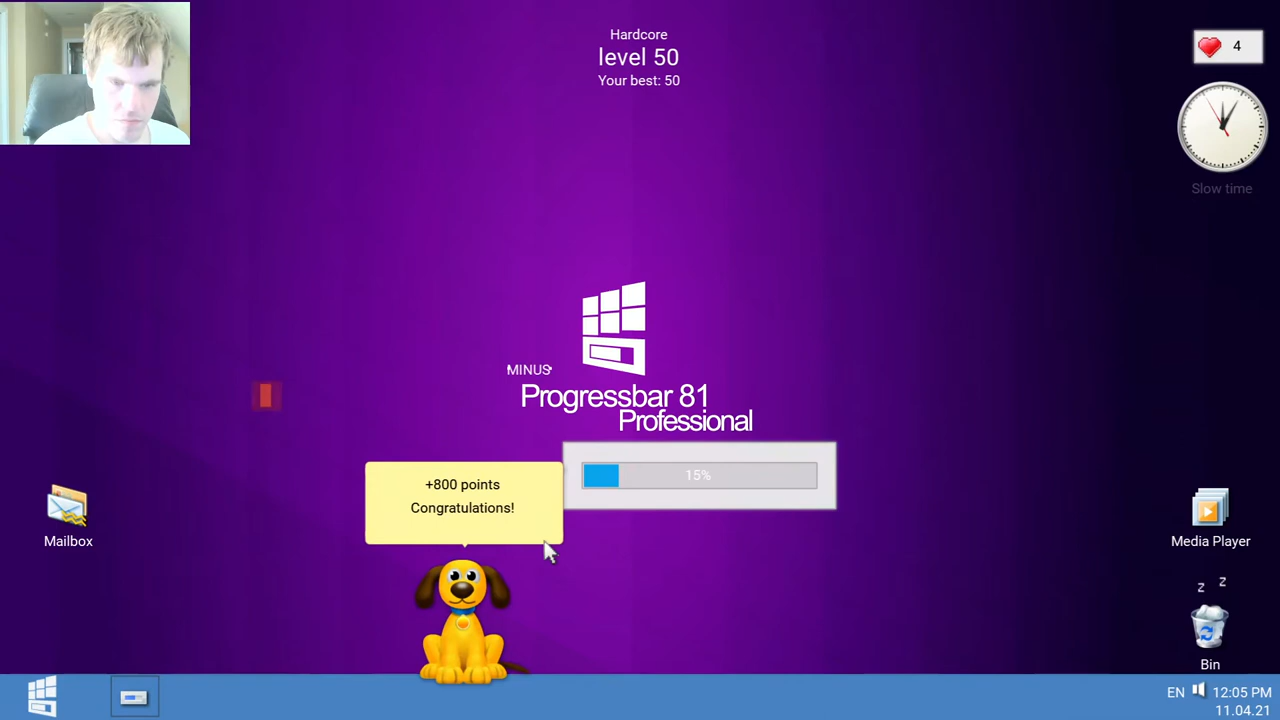 Hardcore
level 50
Your best: 50
4
Slow time
MINUS
Progressbar 81
Professional
15%
+800 points
Congratulations!
Mailbox
Media Player
z z
Bin
EN 12:05 PM
11.04.21